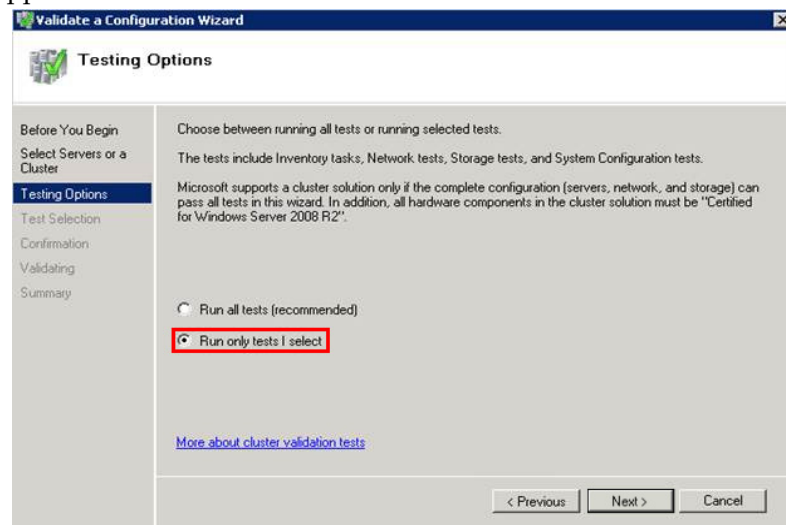 Validate a Configuration Wizard
Testing Options
Before You Begin
Select Servers or a
Cluster
Testing Options
Test Selection
Confirmation
Validating
Summary
Choose between running all tests or running selected tests.
The tests include Inventory tasks, Network tests, Storage tests, and System Configuration tests.
Microsoft supports a cluster solution only if the complete configuration (servers, network, and storage) can
pass all tests in this wizard. In addition, all hardware components in the cluster solution must be "Certified
for Windows Server 2008 R2".
Run all tests (recommended)
Run only tests I select
More about cluster validation tests
< Previous Next > Cancel